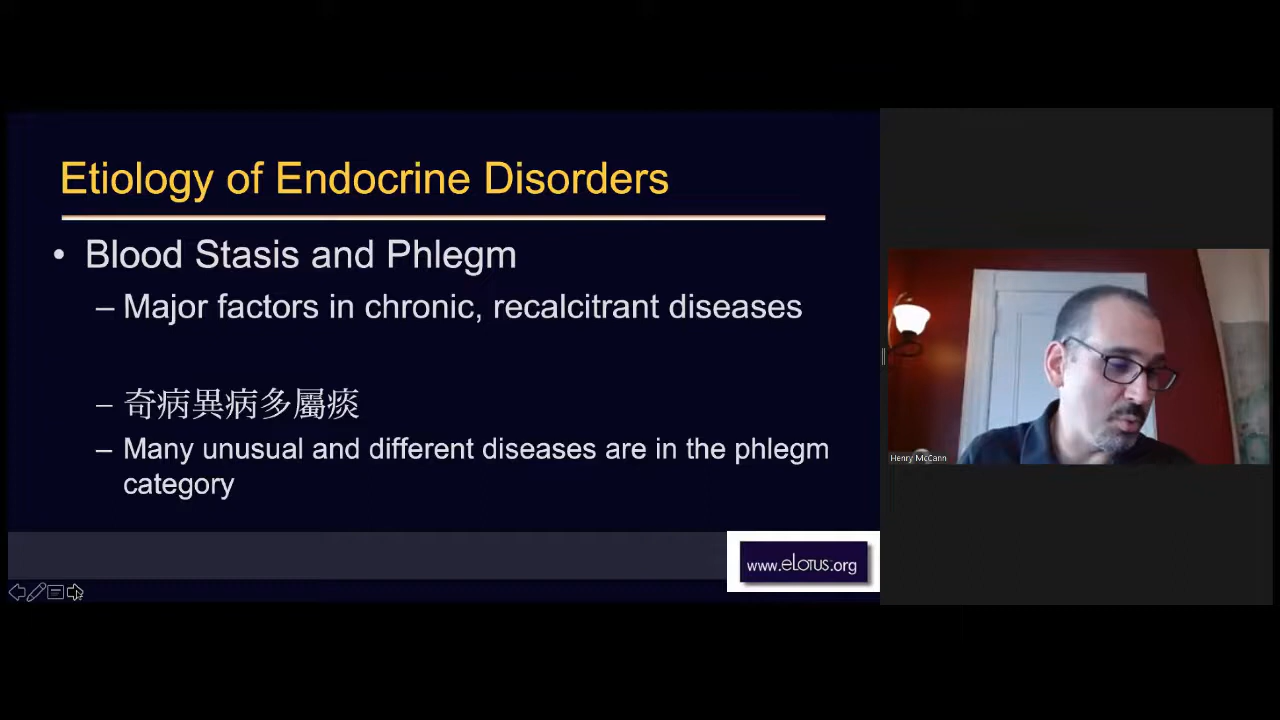 Etiology of Endocrine Disorders
• Blood Stasis and Phlegm
– Major factors in chronic, recalcitrant diseases
– 奇病異病多屬痰
– Many unusual and different diseases are in the phlegm
category
www.eLOTUS.org
Henry McCann